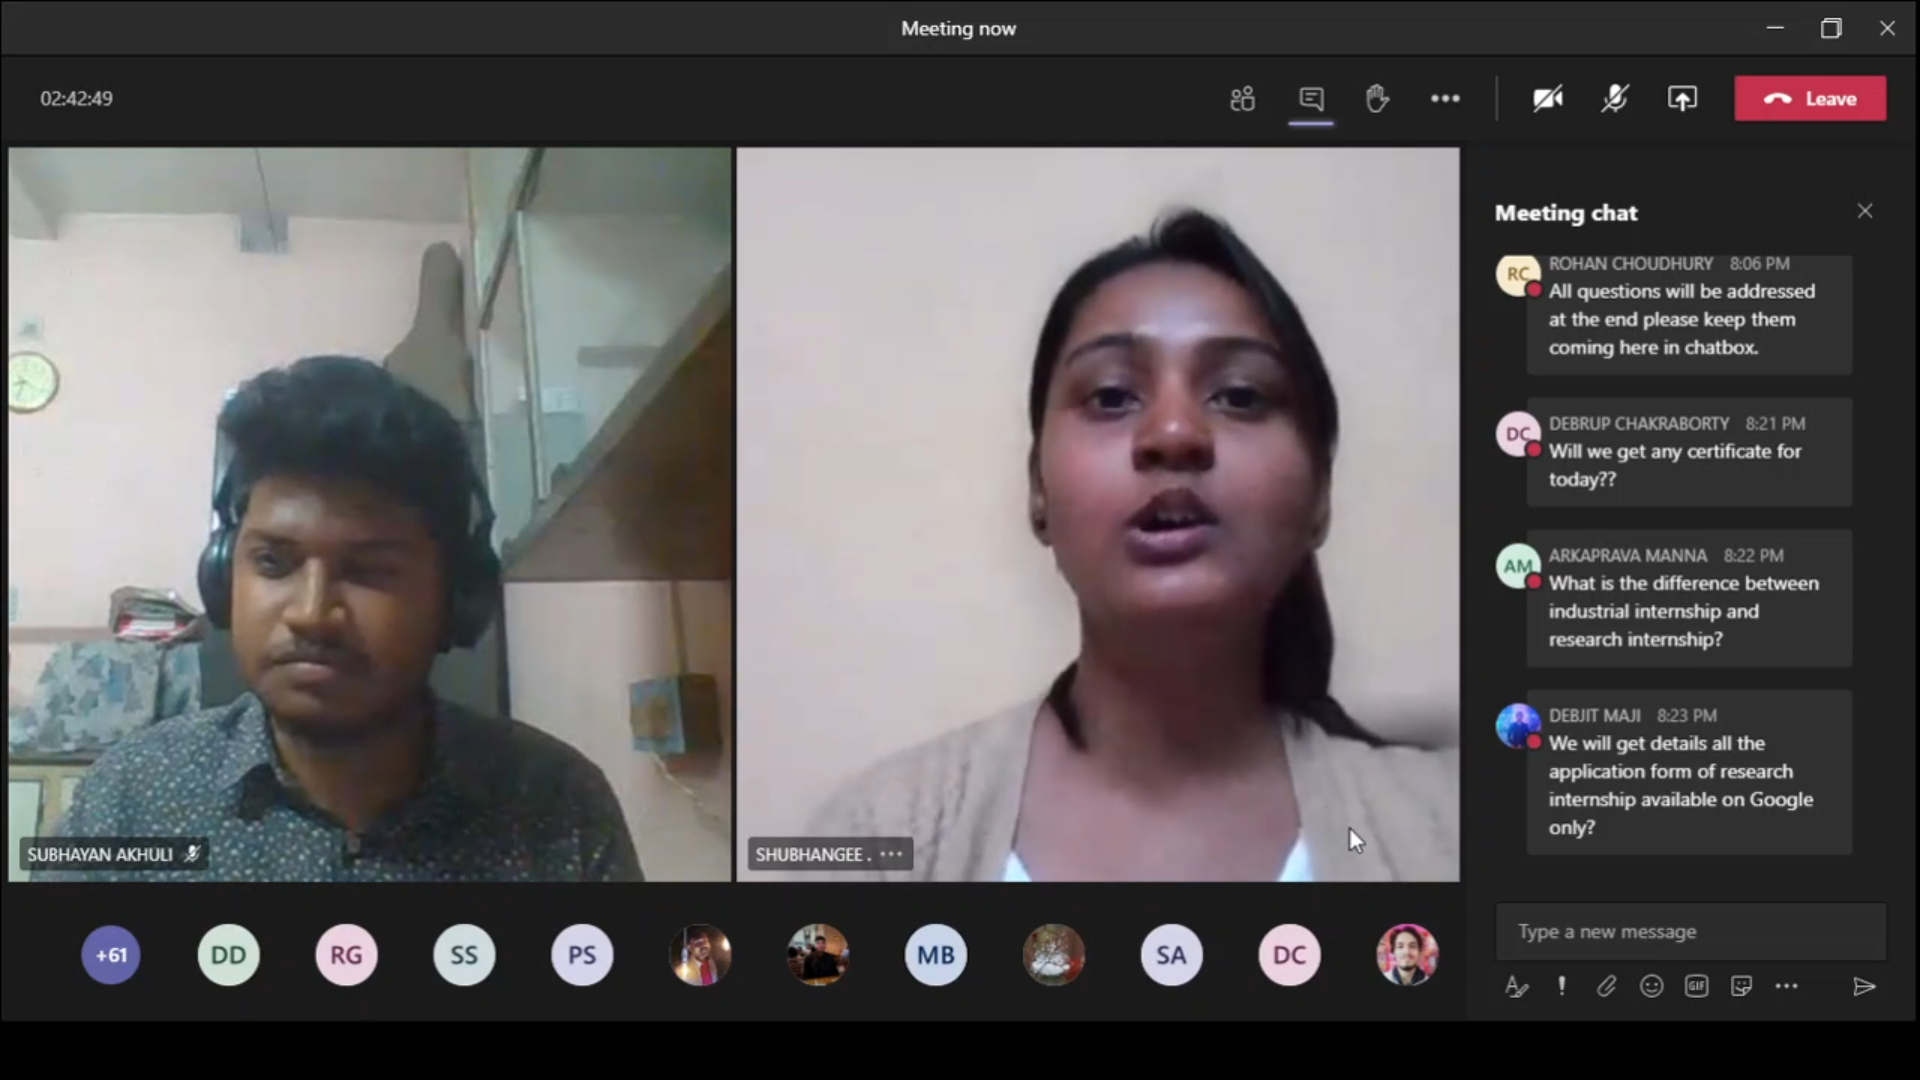 Meeting now
02:42:49
Leave
Meeting chat
RC
ROHAN CHOUDHURY 8:06 PM
All questions will be addressed
at the end please keep them
coming here in chatbox.
DC
DEBRUP CHAKRABORTY 8:21 PM
Will we get any certificate for
today??
AM
ARKAPRAVA MANNA 8:22 PM
What is the difference between
industrial internship and
research internship?
DEBJIT MAJI 8:23 PM
We will get details all the
application form of research
internship available on Google
only?
SUBHAYAN AKHULI
SHUBHANGEE . •••
+61
DD
RG
SS
PS
MB
SA
DC
Type a new message
GIF